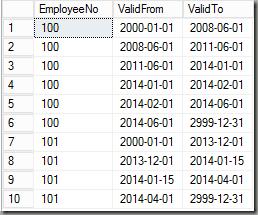 EmployeeNo ValidFrom ValidTo
1 100 2000-01-01 2008-06-01
2 100 2008-06-01 2011-06-01
3 100 2011-06-01 2014-01-01
4 100 2014-01-01 2014-02-01
5 100 2014-02-01 2014-06-01
6 100 2014-06-01 2999-12-31
7 101 2000-01-01 2013-12-01
8 101 2013-12-01 2014-01-15
9 101 2014-01-15 2014-04-01
10 101 2014-04-01 2999-12-31